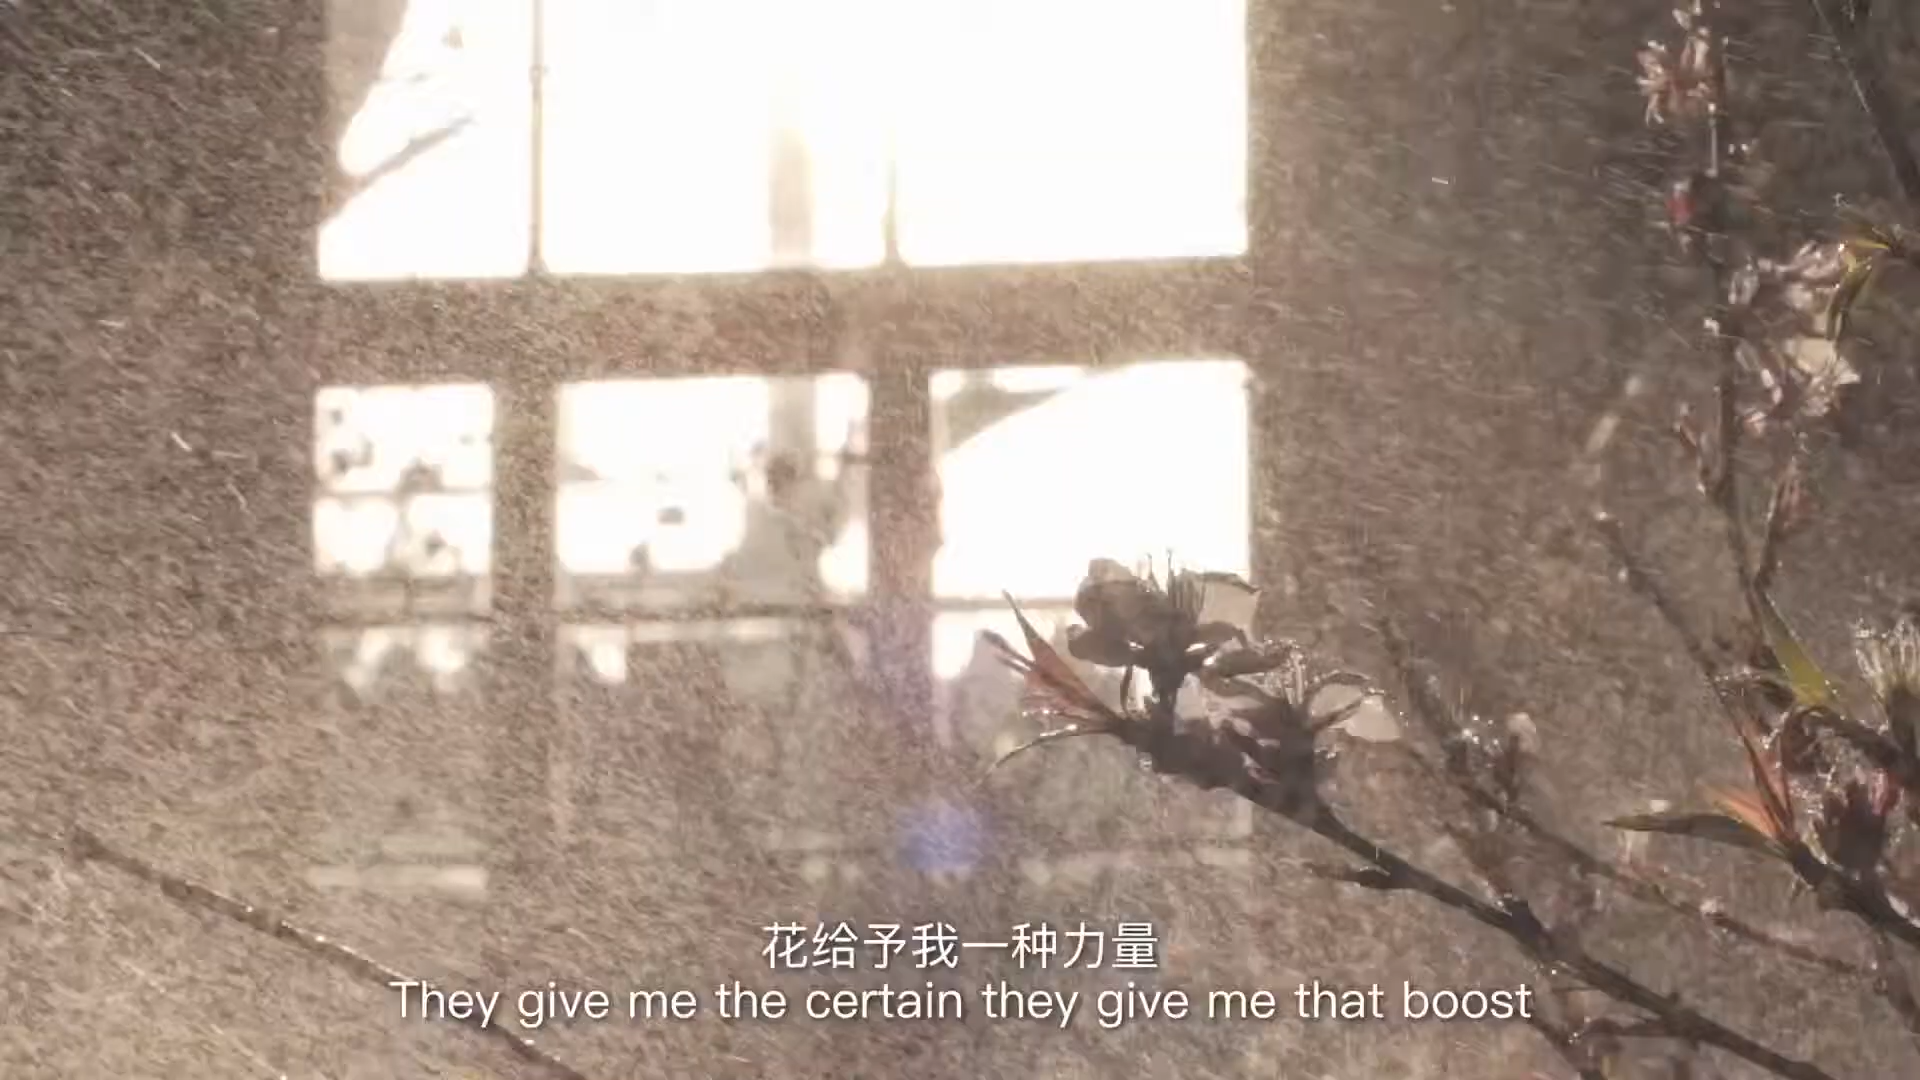 花给予我一种力量
They give me the certain they give me that boost